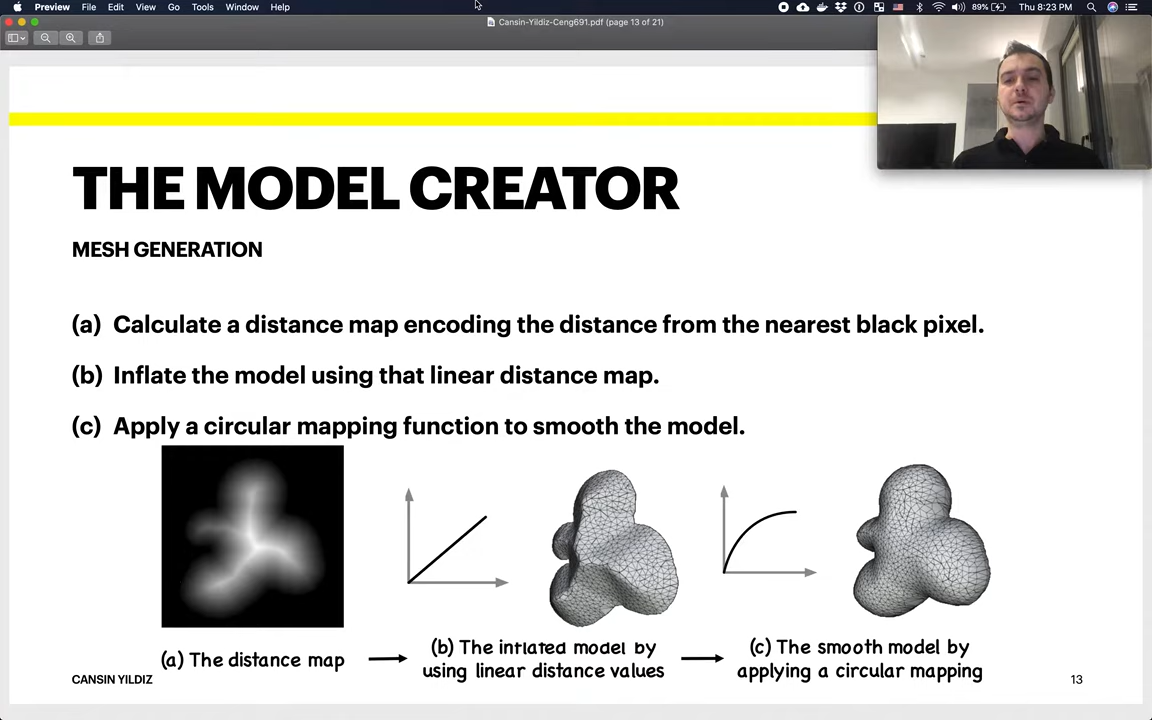 Preview File Edit View Go Tools Window Help 89% Thu 8:23 PM
Cansin-Yildiz-Ceng691.pdf (page 13 of 21)
THE MODEL CREATOR
MESH GENERATION
(a) Calculate a distance map encoding the distance from the nearest black pixel.
(b) Inflate the model using that linear distance map.
(c) Apply a circular mapping function to smooth the model.
(a) The distance map
(b) The inflated model by
using linear distance values
(c) The smooth model by
applying a circular mapping
CANSIN YILDIZ
13